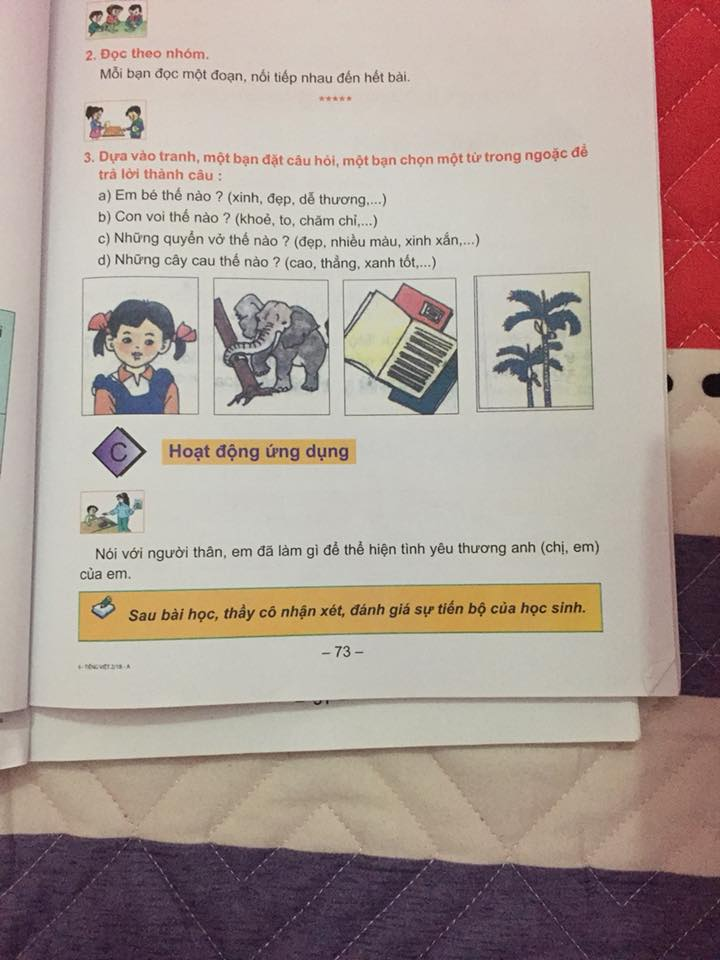 2. Đọc theo nhóm.
Mỗi bạn đọc một đoạn, nối tiếp nhau đến hết bài.
*****
3. Dựa vào tranh, một bạn đặt câu hỏi, một bạn chọn một từ trong ngoặc để
trả lời thành câu :
a) Em bé thế nào ? (xinh, đẹp, dễ thương,...)
b) Con voi thế nào ? (khoẻ, to, chăm chỉ,...)
c) Những quyển vở thế nào ? (đẹp, nhiều màu, xinh xắn,...)
d) Những cây cau thế nào ? (cao, thẳng, xanh tốt,...)
C Hoạt động ứng dụng
Nói với người thân, em đã làm gì để thể hiện tình yêu thương anh (chị, em)
của em.
Sau bài học, thầy cô nhận xét, đánh giá sự tiến bộ của học sinh.
– 73 –
6 - TIẾNG VIỆT 2/1B - A